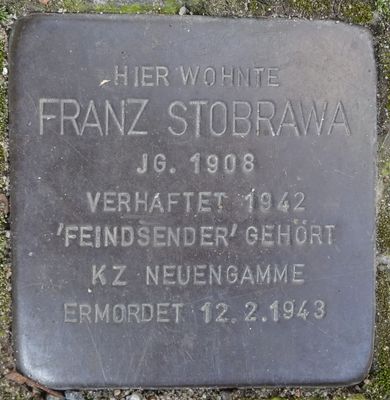 HIER WOHNTE
FRANZ STOBRAWA
JG. 1908
VERHAFTET 1942
'FEINDSENDER' GEHÖRT
KZ NEUENGAMME
ERMORDET 12.2.1943